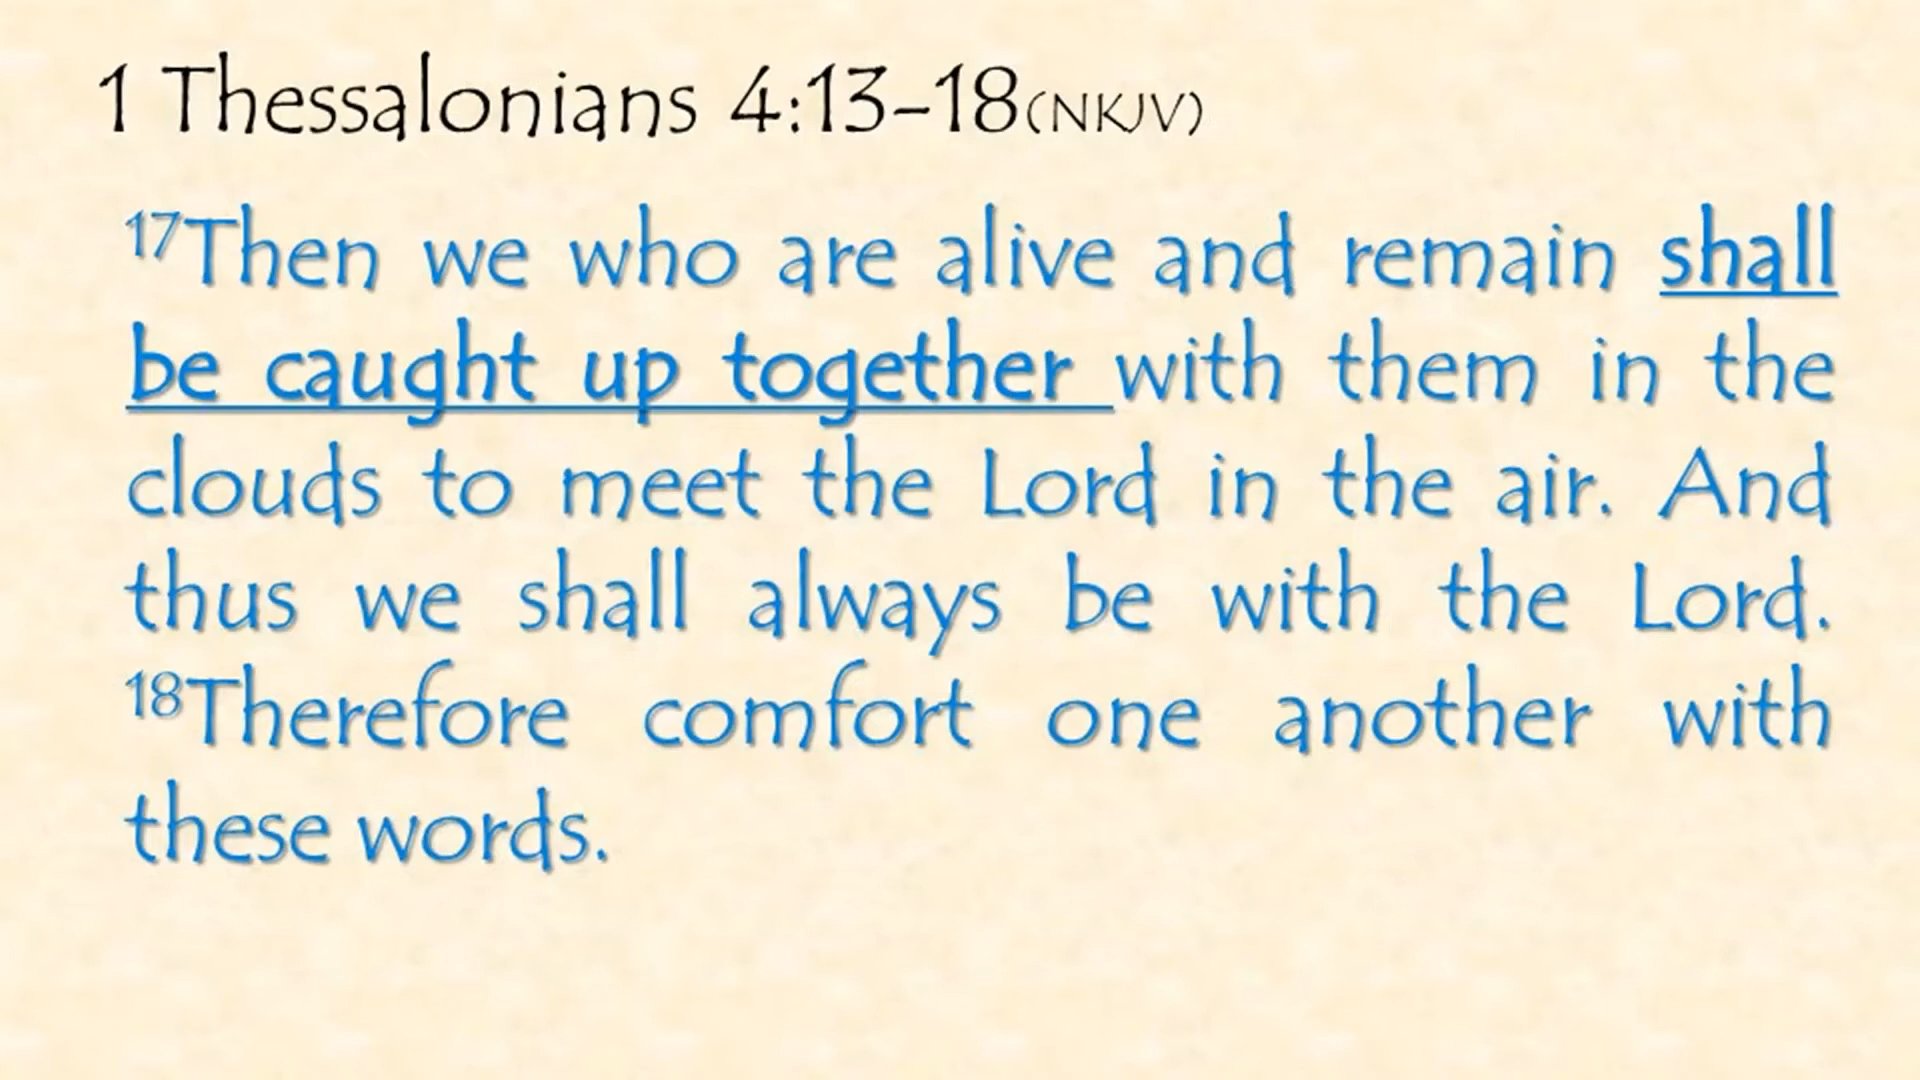 1 Thessalonians 4:13-18(NKJV)
17Then we who are alive and remain shall
be caught up together with them in the
clouds to meet the Lord in the air. And
thus we shall always be with the Lord.
18Therefore comfort one another with
these words.